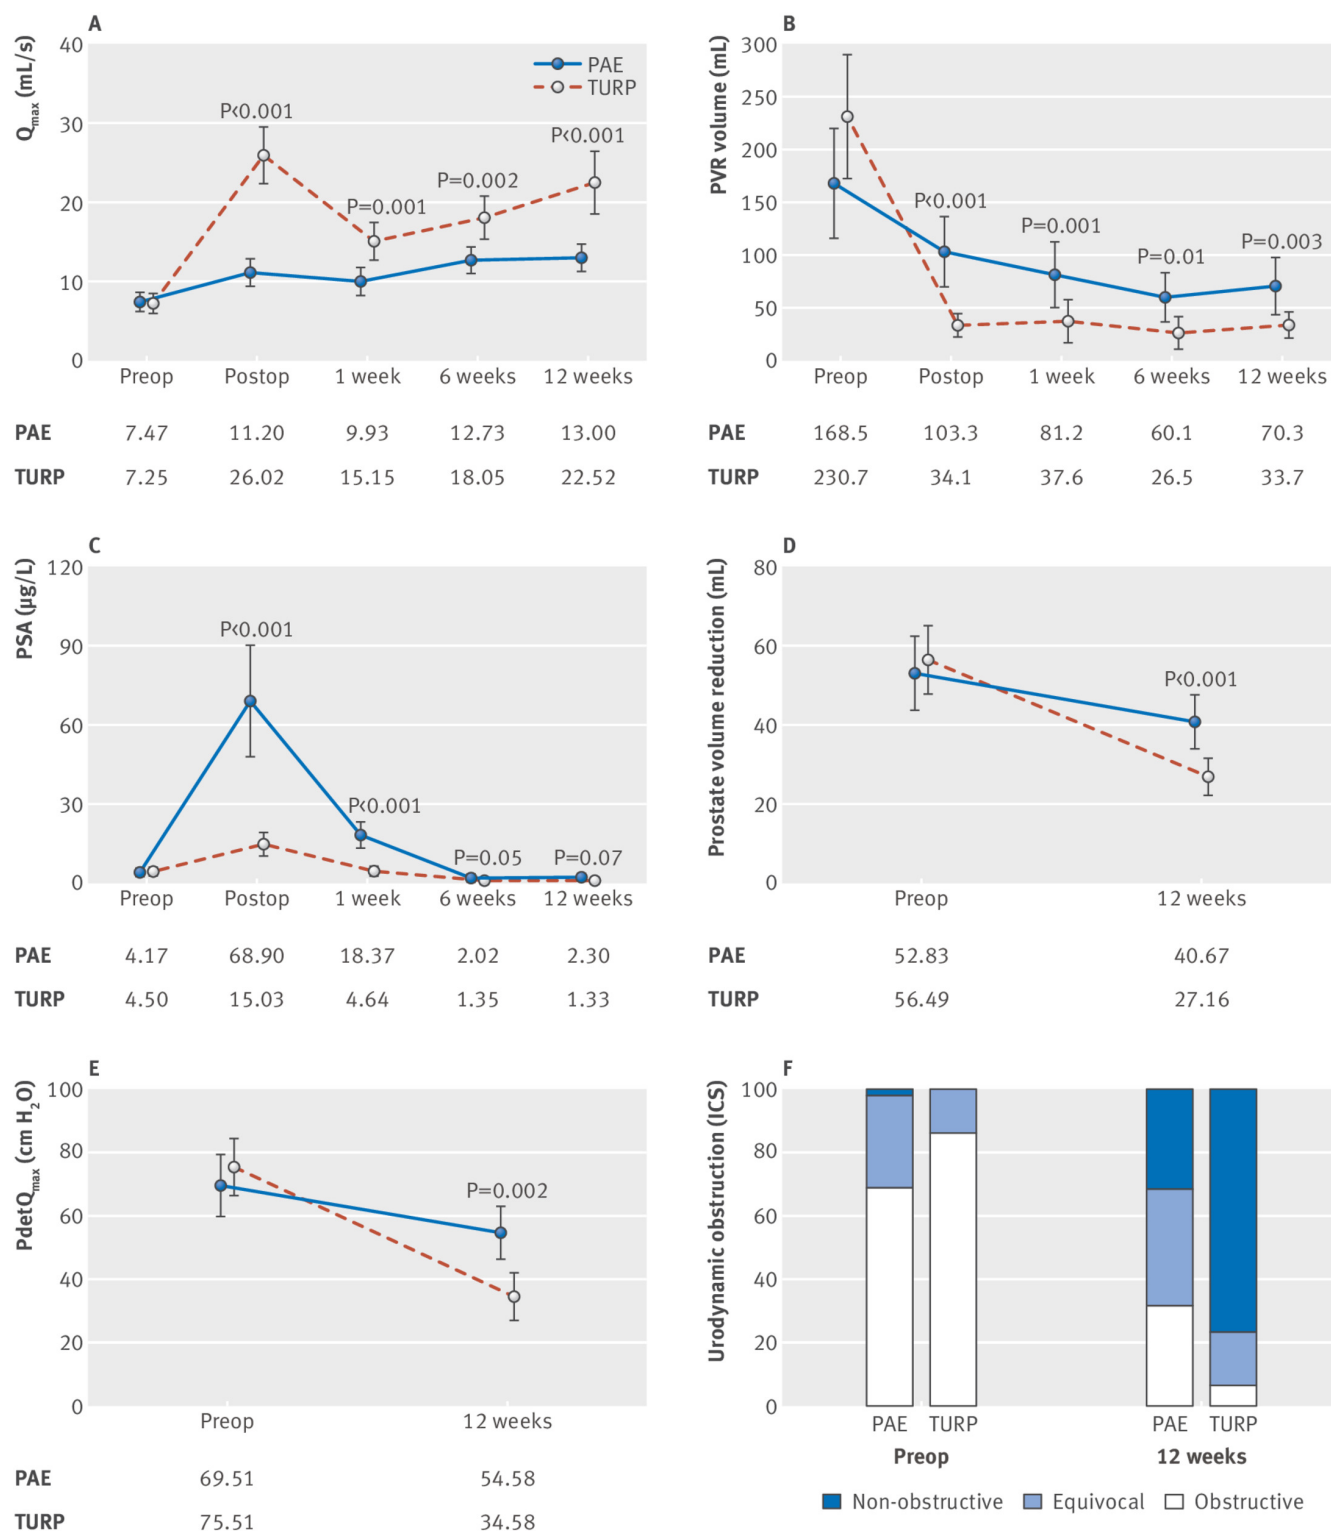 A
Q max (mL/s)
40
30
20
10
0
PAE
TURP
P<0.001
P=0.001
P=0.002
P<0.001
Preop Postop 1 week 6 weeks 12 weeks
PAE 7.47 11.20 9.93 12.73 13.00
TURP 7.25 26.02 15.15 18.05 22.52
B
PVR volume (mL)
300
250
200
150
100
50
0
P<0.001
P=0.001
P=0.01
P=0.003
Preop Postop 1 week 6 weeks 12 weeks
PAE 168.5 103.3 81.2 60.1 70.3
TURP 230.7 34.1 37.6 26.5 33.7
C
PSA (µg/L)
120
90
60
30
0
P<0.001
P<0.001
P=0.05
P=0.07
Preop Postop 1 week 6 weeks 12 weeks
PAE 4.17 68.90 18.37 2.02 2.30
TURP 4.50 15.03 4.64 1.35 1.33
D
Prostate volume reduction (mL)
80
60
40
20
0
P<0.001
Preop 12 weeks
PAE 52.83 40.67
TURP 56.49 27.16
E
PdetQmax (cm H2O)
100
80
60
40
20
0
P=0.002
Preop 12 weeks
PAE 69.51 54.58
TURP 75.51 34.58
F
Urodynamic obstruction (ICS)
100
80
60
40
20
0
PAE TURP PAE TURP
Preop 12 weeks
Non-obstructive Equivocal Obstructive